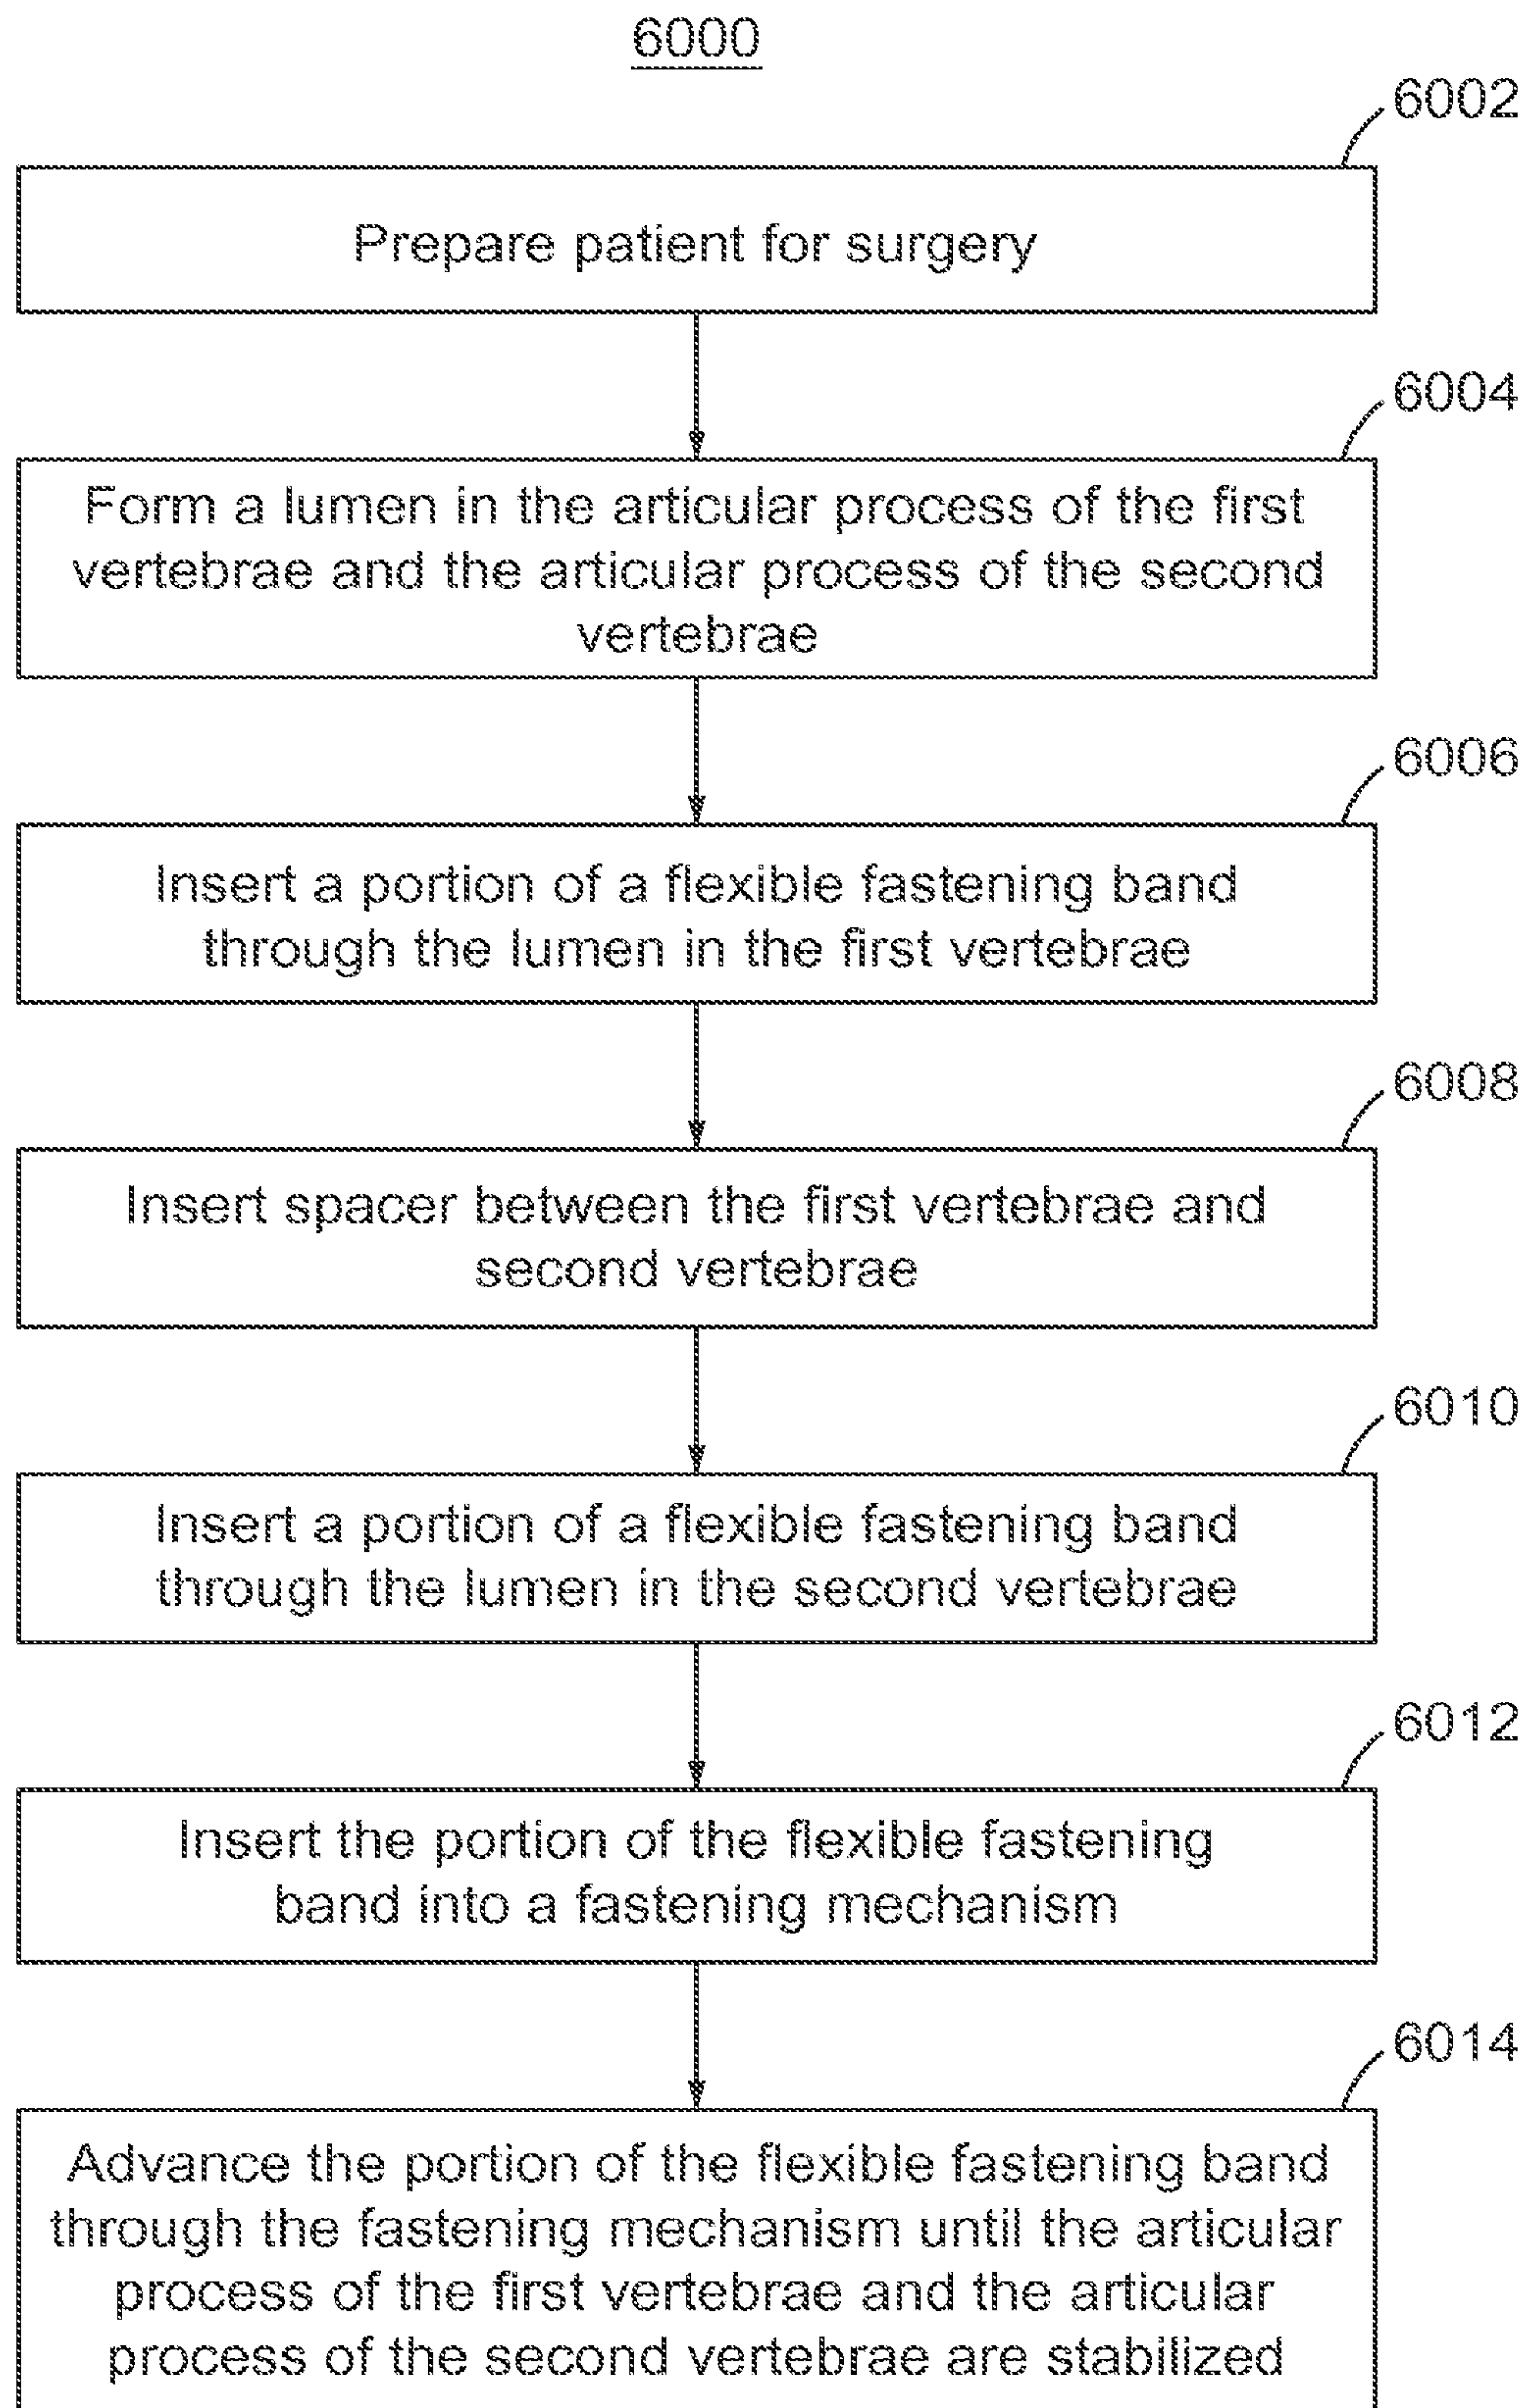 6000
6002
Prepare patient for surgery
6004
Form a lumen in the articular process of the first
vertebrae and the articular process of the second
vertebrae
6006
Insert a portion of a flexible fastening band
through the lumen in the first vertebrae
6008
Insert spacer between the first vertebrae and
second vertebrae
6010
Insert a portion of a flexible fastening band
through the lumen in the second vertebrae
6012
Insert the portion of the flexible fastening
band into a fastening mechanism
6014
Advance the portion of the flexible fastening band
through the fastening mechanism until the articular
process of the first vertebrae and the articular
process of the second vertebrae are stabilized